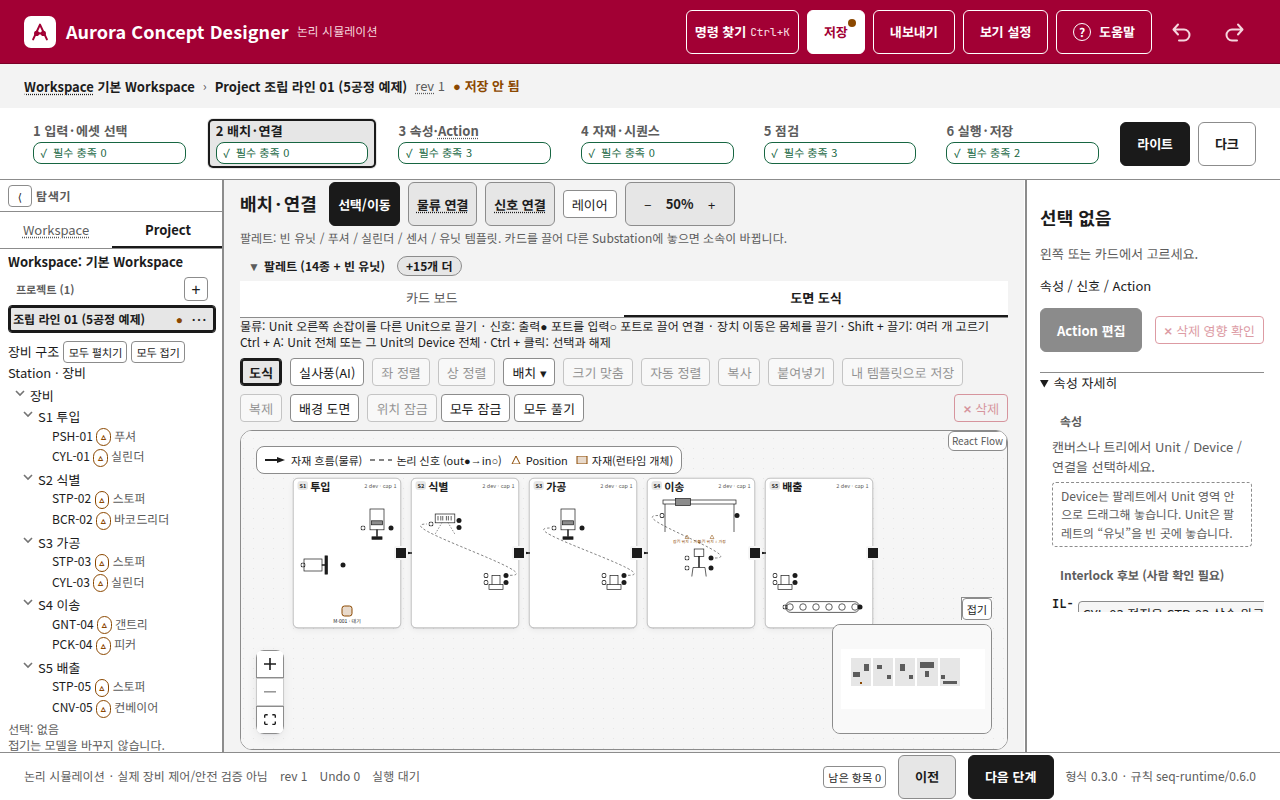 Aurora Concept Designer 논리 시뮬레이션
명령 찾기 Ctrl+K 저장 내보내기 보기 설정 ? 도움말
Workspace 기본 Workspace › Project 조립 라인 01 (5공정 예제) rev 1 ● 저장 안 됨
1 입력·에셋 선택
✓ 필수 충족 0
2 배치·연결
✓ 필수 충족 0
3 속성·Action
✓ 필수 충족 3
4 자재·시퀀스
✓ 필수 충족 0
5 점검
✓ 필수 충족 3
6 실행·저장
✓ 필수 충족 2
라이트 다크
⟨ 탐색기
Workspace Project
Workspace: 기본 Workspace
프로젝트 (1) +
조립 라인 01 (5공정 예제) ● ⋯
장비 구조 모두 펼치기 모두 접기
Station · 장비
장비
S1 투입
PSH-01 푸셔
CYL-01 실린더
S2 식별
STP-02 스토퍼
BCR-02 바코드리더
S3 가공
STP-03 스토퍼
CYL-03 실린더
S4 이송
GNT-04 갠트리
PCK-04 피커
S5 배출
STP-05 스토퍼
CNV-05 컨베이어
선택: 없음
접기는 모델을 바꾸지 않습니다.
배치·연결 선택/이동 물류 연결 신호 연결 레이어 − 50% +
팔레트: 빈 유닛 / 푸셔 / 실린더 / 센서 / 유닛 템플릿. 카드를 끌어 다른 Substation에 놓으면 소속이 바뀝니다.
▼ 팔레트 (14종 + 빈 유닛) +15개 더
카드 보드 도면 도식
물류: Unit 오른쪽 손잡이를 다른 Unit으로 끌기 · 신호: 출력● 포트를 입력○ 포트로 끌어 연결 · 장치 이동은 몸체를 끌기 · Shift + 끌기: 여러 개 고르기
Ctrl + A: Unit 전체 또는 그 Unit의 Device 전체 · Ctrl + 클릭: 선택과 해제
도식 실사풍(AI) 좌 정렬 상 정렬 배치 ▾ 크기 맞춤 자동 정렬 복사 붙여넣기 내 템플릿으로 저장
복제 배경 도면 위치 잠금 모두 잠금 모두 풀기 × 삭제
React Flow
자재 흐름(물류) 논리 신호 (out●→in○) Position 자재(런타임 개체)
S1 투입 2 dev · cap 1
S2 식별 2 dev · cap 1
S3 가공 2 dev · cap 1
S4 이송 2 dev · cap 1
S5 배출 2 dev · cap 1
M-001 · 대기
접기
선택 없음
왼쪽 또는 카드에서 고르세요.
속성 / 신호 / Action
Action 편집 × 삭제 영향 확인
▼ 속성 자세히
속성
캔버스나 트리에서 Unit / Device /
연결을 선택하세요.
Device는 팔레트에서 Unit 영역 안
으로 드래그해 놓습니다. Unit은 팔
레트의 “유닛”을 빈 곳에 놓습니다.
Interlock 후보 (사람 확인 필요)
IL-
논리 시뮬레이션 · 실제 장비 제어/안전 검증 아님 rev 1 Undo 0 실행 대기
남은 항목 0 이전 다음 단계 형식 0.3.0 · 규칙 seq-runtime/0.6.0